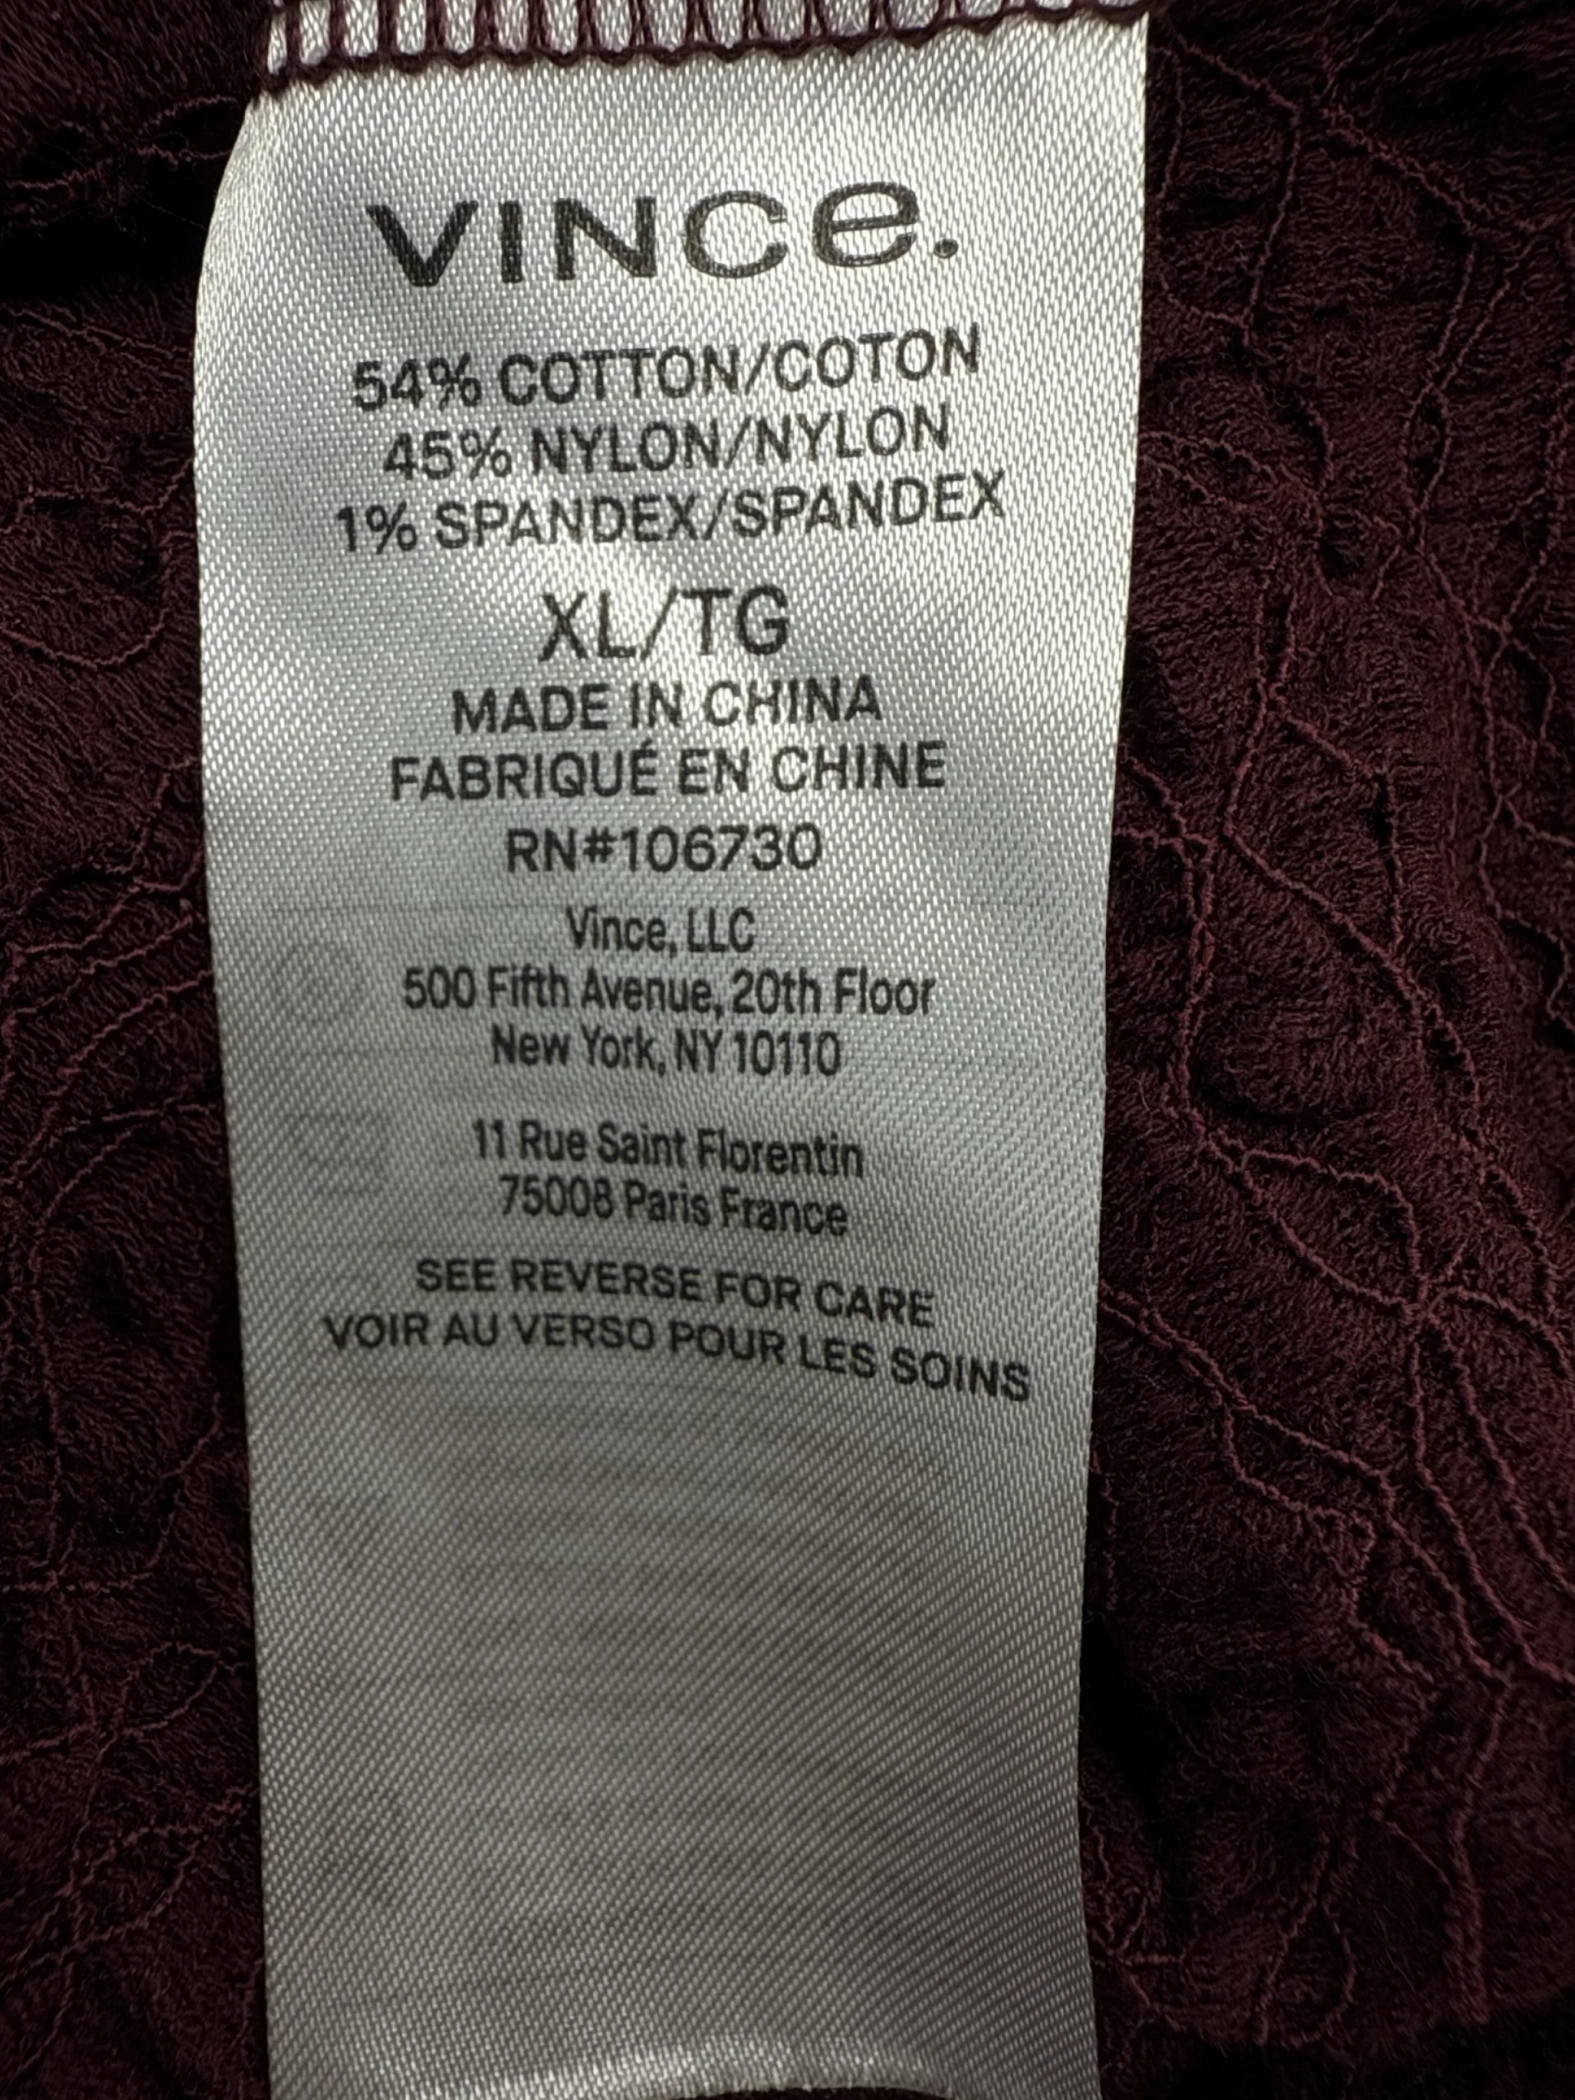 VINCe.
54% COTTON/COTON
45% NYLON/NYLON
1% SPANDEX/SPANDEX
XL/TG
MADE IN CHINA
FABRIQUÉ EN CHINE
RN#106730
Vince, LLC
500 Fifth Avenue, 20th Floor
New York, NY 10110
11 Rue Saint Florentin
75008 Paris France
SEE REVERSE FOR CARE
VOIR AU VERSO POUR LES SOINS